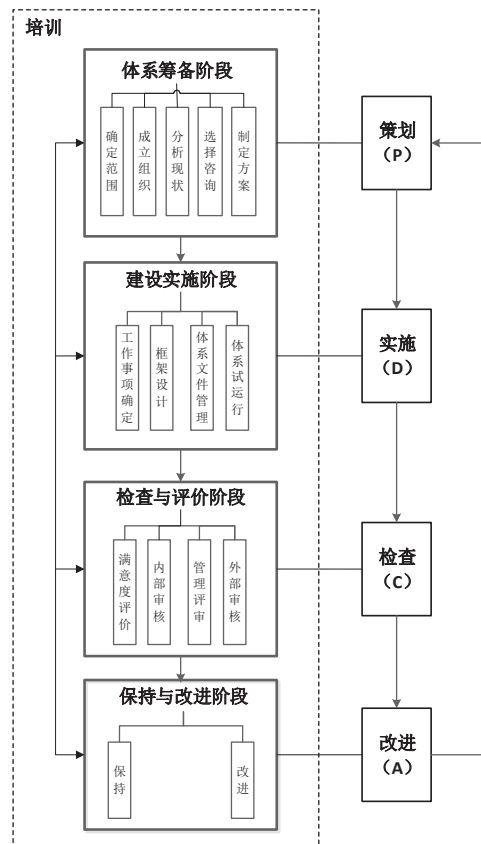 培训
体系筹备阶段
确定范围
成立组织
分析现状
选择咨询
制定方案
策划
（P）
建设实施阶段
工作事项确定
框架设计
体系文件管理
体系试运行
实施
（D）
检查与评价阶段
满意度评价
内部审核
管理评审
外部审核
检查
（C）
保持与改进阶段
保持
改进
改进
（A）